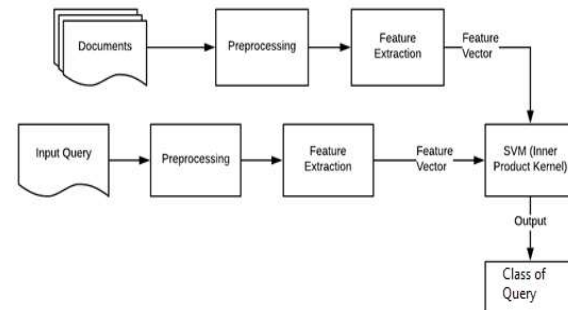 Documents
Preprocessing
Feature
Extraction
Feature
Vector
Input Query
Preprocessing
Feature
Extraction
Feature
Vector
SVM (Inner
Product Kernel)
Output
Class of
Query